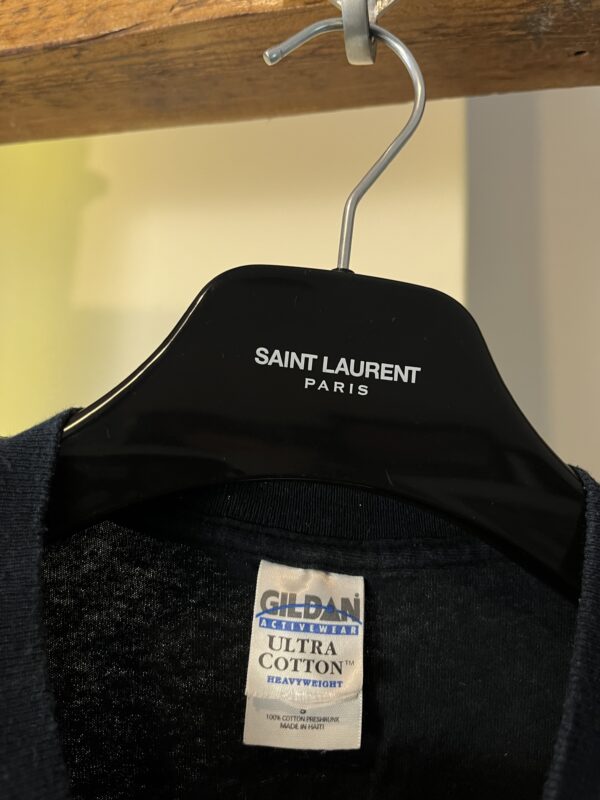 SAINT LAURENT
PARIS
GILDAN®
ACTIVEWEAR
ULTRA
COTTON™
HEAVYWEIGHT
100% COTTON PRESHRUNK
MADE IN HAITI